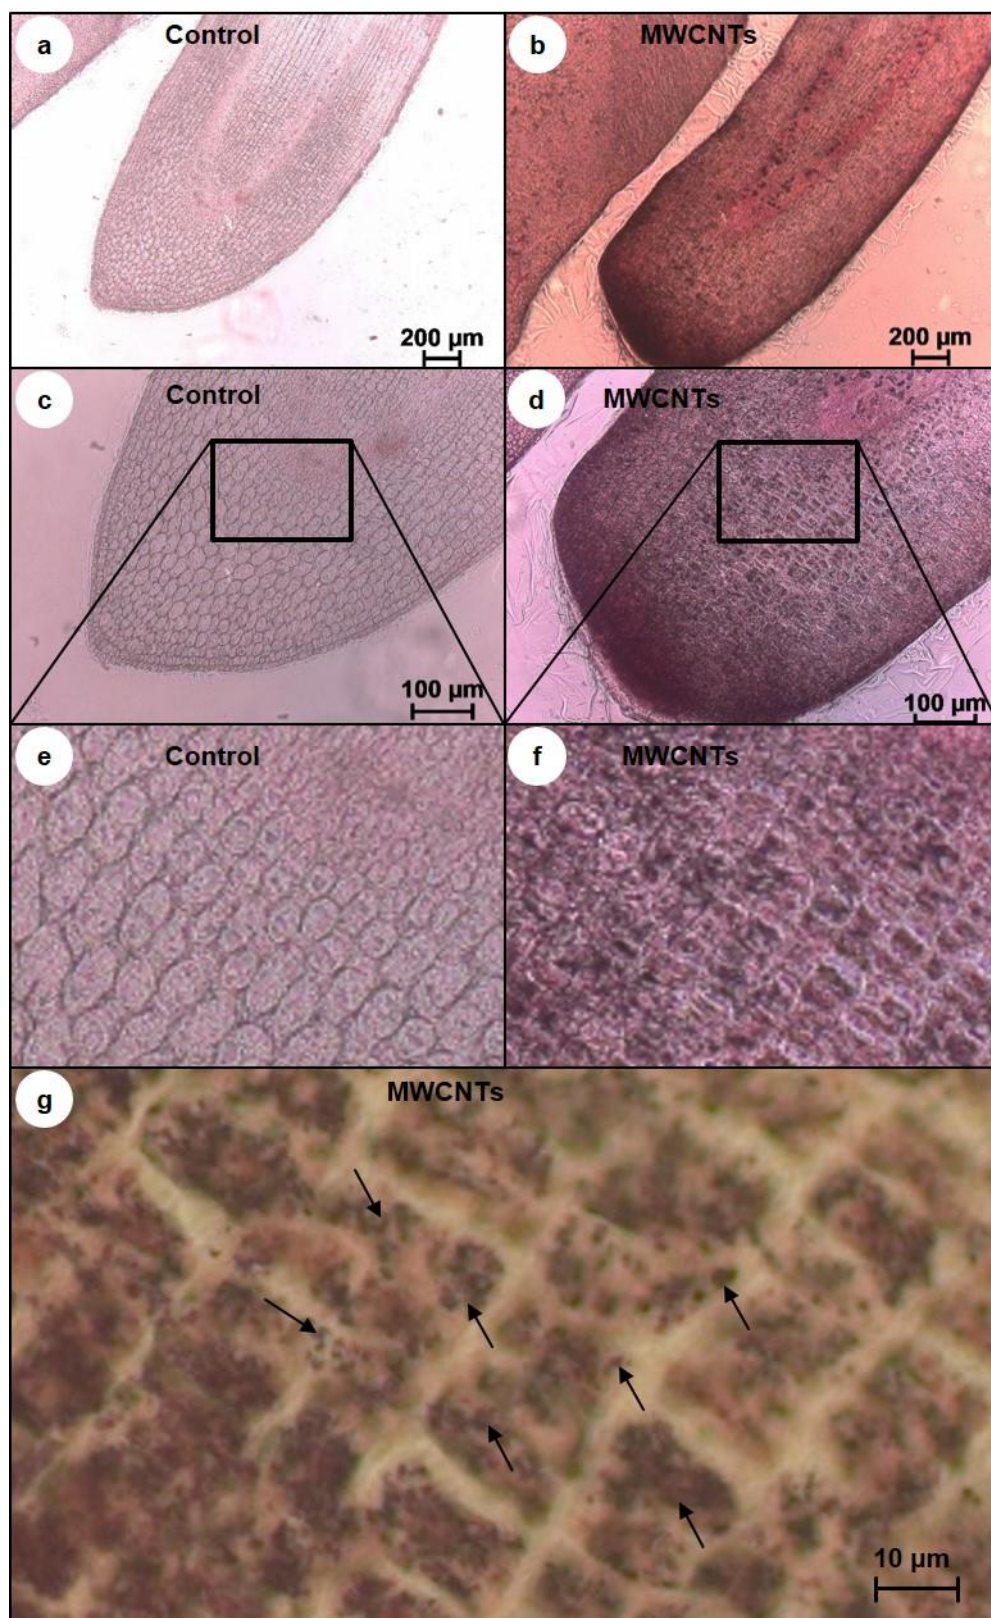 a Control
b MWCNTs
200 µm
200 µm
c Control
d MWCNTs
100 µm
100 µm
e Control
f MWCNTs
g MWCNTs
10 µm